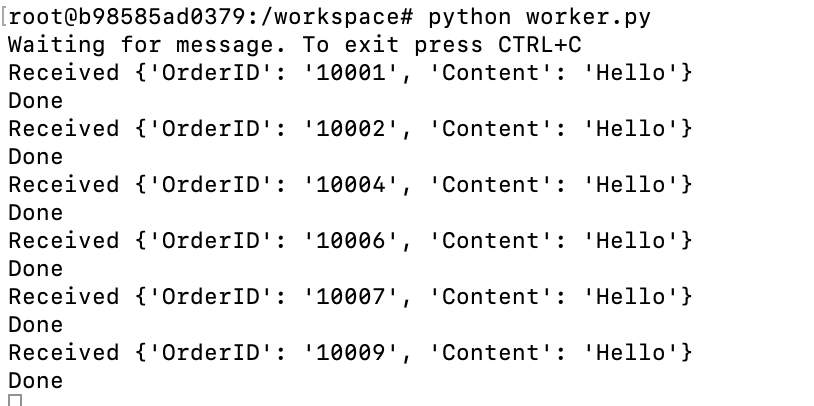 [root@b98585ad0379:/workspace# python worker.py
Waiting for message. To exit press CTRL+C
Received {'OrderID': '10001', 'Content': 'Hello'}
Done
Received {'OrderID': '10002', 'Content': 'Hello'}
Done
Received {'OrderID': '10004', 'Content': 'Hello'}
Done
Received {'OrderID': '10006', 'Content': 'Hello'}
Done
Received {'OrderID': '10007', 'Content': 'Hello'}
Done
Received {'OrderID': '10009', 'Content': 'Hello'}
Done